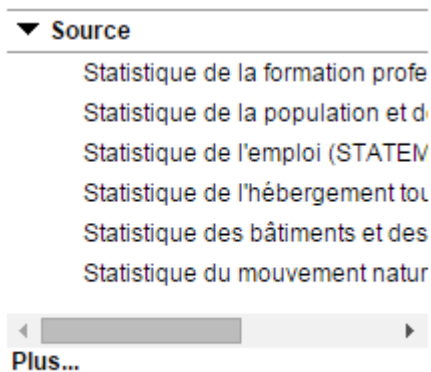 Source
Statistique de la formation profe
Statistique de la population et d
Statistique de l'emploi (STATEM
Statistique de l'hébergement tou
Statistique des bâtiments et des
Statistique du mouvement natur
Plus...